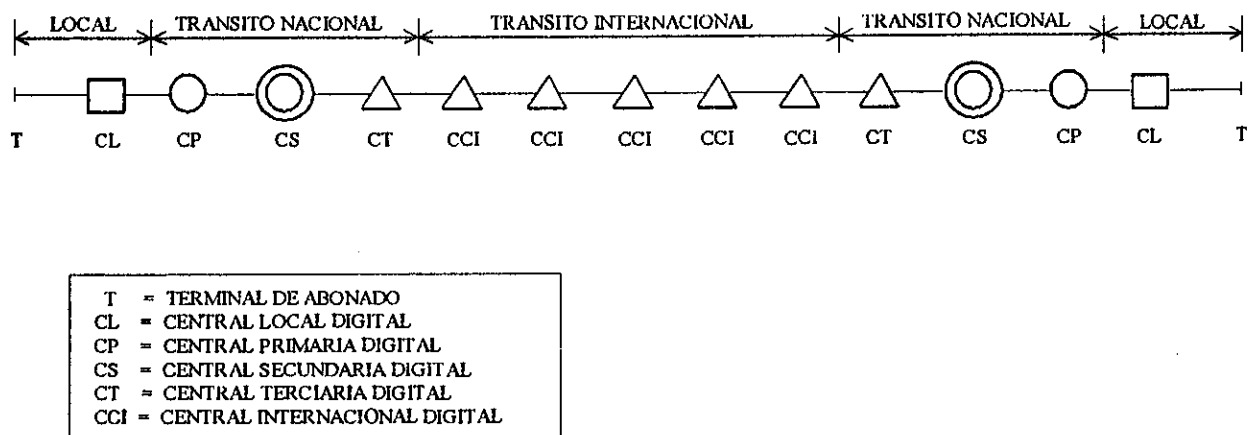 LOCAL TRANSITO NACIONAL TRANSITO INTERNACIONAL TRANSITO NACIONAL LOCAL
T CL CP CS CT CCI CCI CCI CCI CCI CT CS CP CL T
T = TERMINAL DE ABONADO
CL = CENTRAL LOCAL DIGITAL
CP = CENTRAL PRIMARIA DIGITAL
CS = CENTRAL SECUNDARIA DIGITAL
CT = CENTRAL TERCIARIA DIGITAL
CCI = CENTRAL INTERNACIONAL DIGITAL